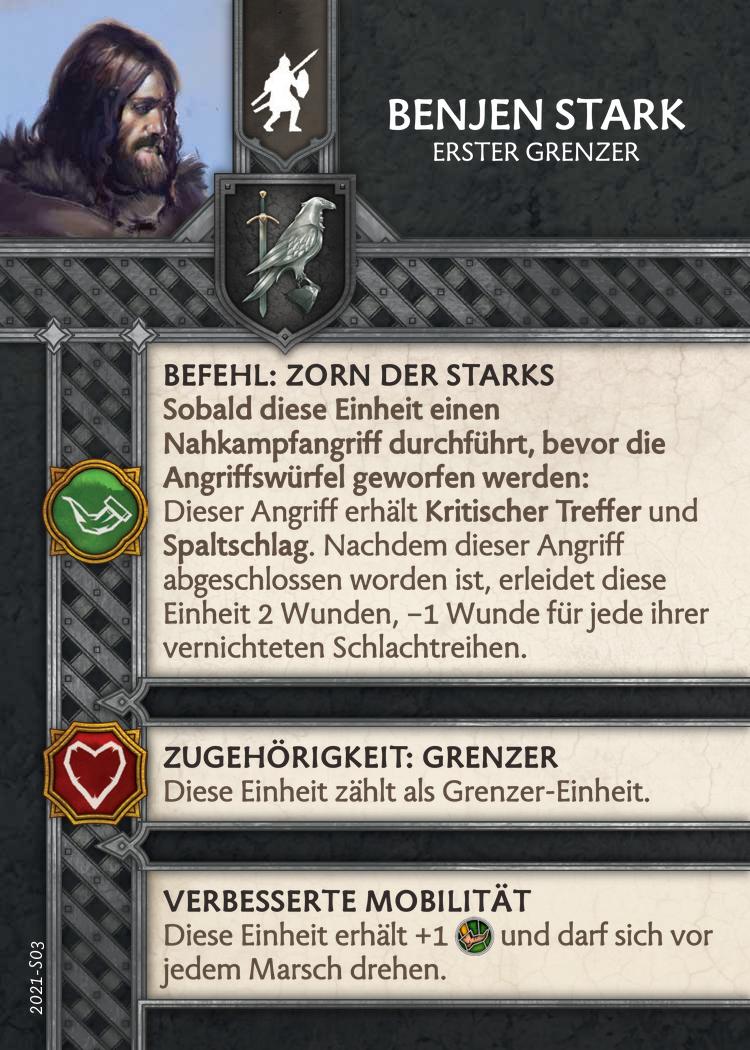 BENJEN STARK
ERSTER GRENZER
BEFEHL: ZORN DER STARKS
Sobald diese Einheit einen
Nahkampfangriff durchführt, bevor die
Angriffswürfel geworfen werden:
Dieser Angriff erhält Kritischer Treffer und
Spaltschlag. Nachdem dieser Angriff
abgeschlossen worden ist, erleidet diese
Einheit 2 Wunden, –1 Wunde für jede ihrer
vernichteten Schlachtreihen.
ZUGEHÖRIGKEIT: GRENZER
Diese Einheit zählt als Grenzer-Einheit.
VERBESSERTE MOBILITÄT
Diese Einheit erhält +1 und darf sich vor
jedem Marsch drehen.
2021-S03